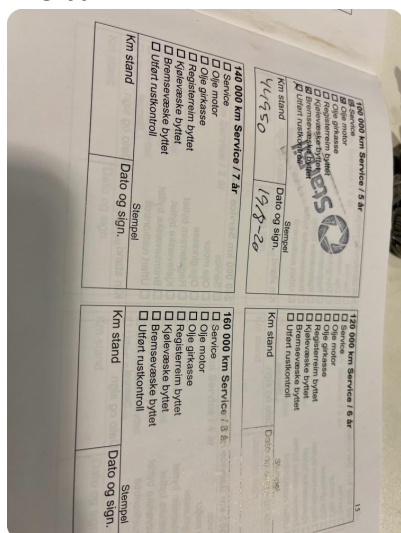 15
100 000 km Service / 5 år
Service
Olje motor
Olje girkasse
Registerreim byttet
Kjølevæske byttet
Bremsevæske byttet
Utført rustkontroll
Km stand
44950
Stempel
Dato og sign.
19/8-20
Sta
120 000 km Service / 6 år
Service
Olje motor
Olje girkasse
Registerreim byttet
Kjølevæske byttet
Bremsevæske byttet
Utført rustkontroll
Km stand
Stempel
Dato og sign.
140 000 km Service / 7 år
Service
Olje motor
Olje girkasse
Registerreim byttet
Kjølevæske byttet
Bremsevæske byttet
Utført rustkontroll
Km stand
Stempel
Dato og sign.
160 000 km Service / 8 år
Service
Olje motor
Olje girkasse
Registerreim byttet
Kjølevæske byttet
Bremsevæske byttet
Utført rustkontroll
Km stand
Stempel
Dato og sign.